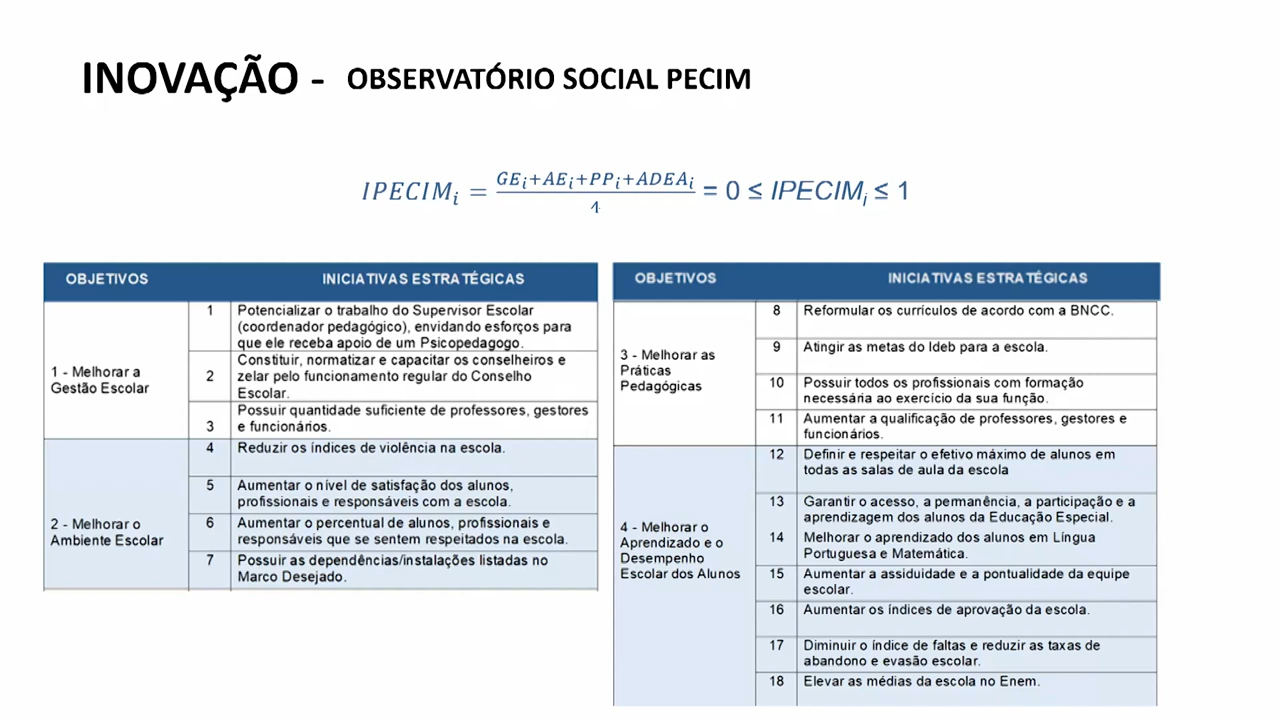 INOVAÇÃO - OBSERVATÓRIO SOCIAL PECIM
IPECIMᵢ = GEᵢ+AEᵢ+PPᵢ+ADEAᵢ / 4 = 0 ≤ IPECIMᵢ ≤ 1
OBJETIVOS INICIATIVAS ESTRATÉGICAS
1 - Melhorar a
Gestão Escolar
1 Potencializar o trabalho do Supervisor Escolar
(coordenador pedagógico), envidando esforços para
que ele receba apoio de um Psicopedagogo.
2 Constituir, normatizar e capacitar os conselheiros e
zelar pelo funcionamento regular do Conselho
Escolar.
3 Possuir quantidade suficiente de professores, gestores
e funcionários.
2 - Melhorar o
Ambiente Escolar
4 Reduzir os índices de violência na escola.
5 Aumentar o nível de satisfação dos alunos,
profissionais e responsáveis com a escola.
6 Aumentar o percentual de alunos, profissionais e
responsáveis que se sentem respeitados na escola.
7 Possuir as dependências/instalações listadas no
Marco Desejado.
OBJETIVOS INICIATIVAS ESTRATÉGICAS
3 - Melhorar as
Práticas
Pedagógicas
8 Reformular os currículos de acordo com a BNCC.
9 Atingir as metas do Ideb para a escola.
10 Possuir todos os profissionais com formação
necessária ao exercício da sua função.
11 Aumentar a qualificação de professores, gestores e
funcionários.
4 - Melhorar o
Aprendizado e o
Desempenho
Escolar dos Alunos
12 Definir e respeitar o efetivo máximo de alunos em
todas as salas de aula da escola
13 Garantir o acesso, a permanência, a participação e a
aprendizagem dos alunos da Educação Especial.
14 Melhorar o aprendizado dos alunos em Língua
Portuguesa e Matemática.
15 Aumentar a assiduidade e a pontualidade da equipe
escolar.
16 Aumentar os índices de aprovação da escola.
17 Diminuir o índice de faltas e reduzir as taxas de
abandono e evasão escolar.
18 Elevar as médias da escola no Enem.